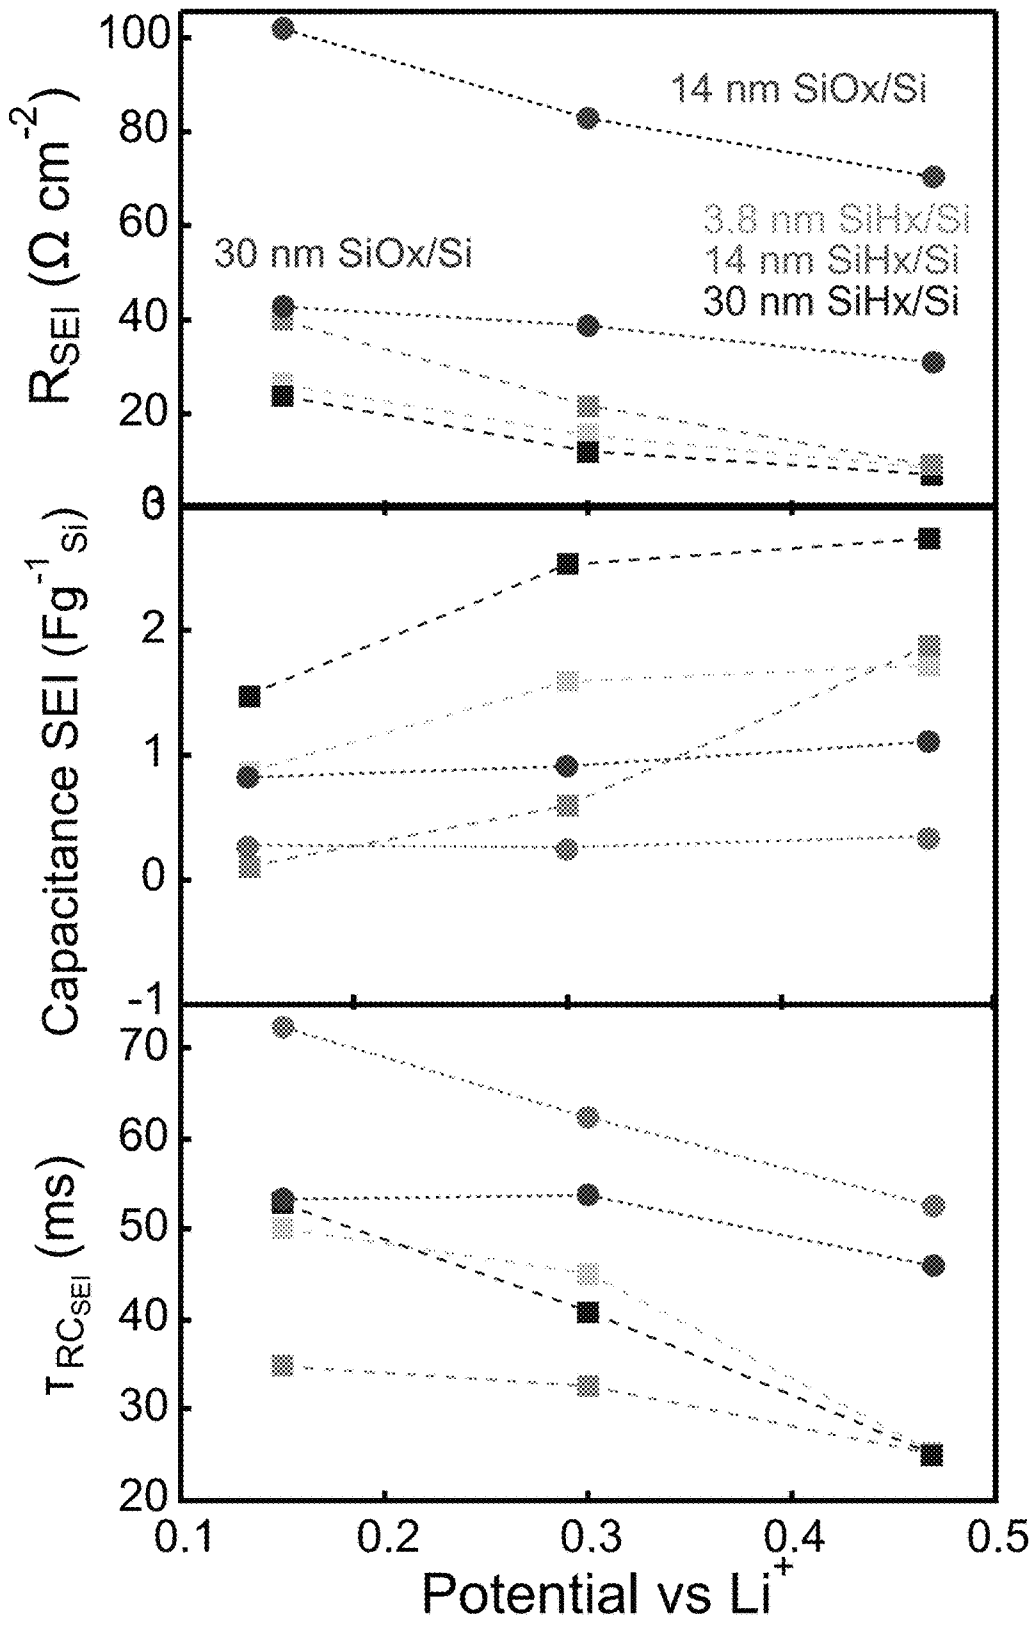 100
80
60
40
20
0
R_SEI (Ω cm^-2)
14 nm SiOx/Si
30 nm SiOx/Si
3.8 nm SiHx/Si
14 nm SiHx/Si
30 nm SiHx/Si
3
2
1
0
-1
Capacitance SEI (Fg^-1_Si)
70
60
50
40
30
20
τ_RC_SEI (ms)
0.1 0.2 0.3 0.4 0.5
Potential vs Li^+